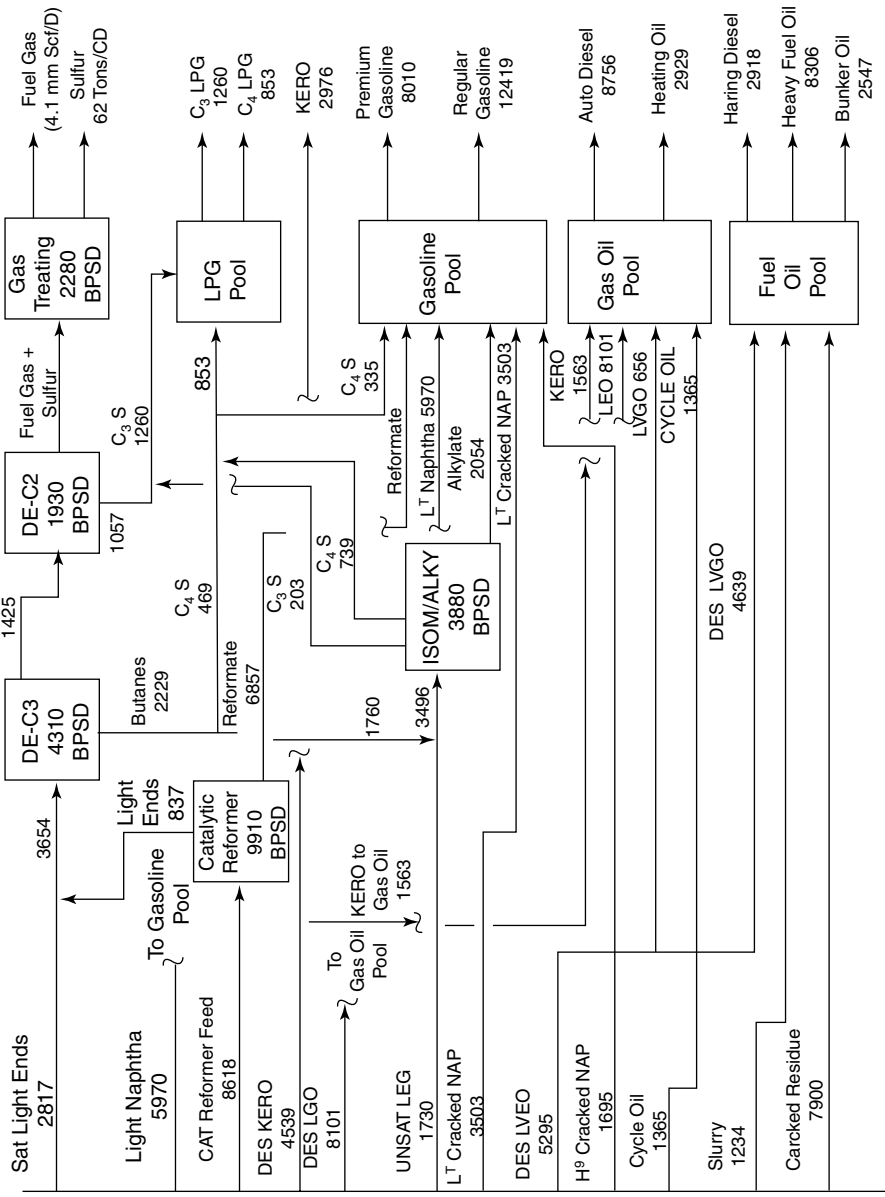 Sat Light Ends
2817
Light Naphtha
5970
CAT Reformer Feed
8618
DES KERO
4539
DES LGO
8101
UNSAT LEG
1730
Lᵀ Cracked NAP
3503
DES LVEO
5295
H⁹ Cracked NAP
1695
Cycle Oil
1365
Slurry
1234
Carcked Residue
7900
3654
Light
Ends
837
To Gasoline
Pool
To
Gas Oil
Pool
KERO to
Gas Oil
1563
DE-C3
4310
BPSD
Catalytic
Reformer
9910
BPSD
Butanes
2229
Reformate
6857
1760
3496
1425
C₄ S
469
C₃ S
203
C₄ S
739
ISOM/ALKY
3880
BPSD
DE-C2
1930
BPSD
1057
Fuel Gas +
Sulfur
C₃ S
1260
853
C₄ S
335
Reformate
Lᵀ Naphtha 5970
Alkylate
2054
Lᵀ Cracked NAP 3503
KERO
1563
LEO 8101
LVGO 656
CYCLE OIL
1365
DES LVGO
4639
Gas
Treating
2280
BPSD
LPG
Pool
Gasoline
Pool
Gas Oil
Pool
Fuel
Oil
Pool
Fuel Gas
(4.1 mm Scf/D)
Sulfur
62 Tons/CD
C₃ LPG
1260
C₄ LPG
853
KERO
2976
Premium
Gasoline
8010
Regular
Gasoline
12419
Auto Diesel
8756
Heating Oil
2929
Haring Diesel
2918
Heavy Fuel Oil
8306
Bunker Oil
2547